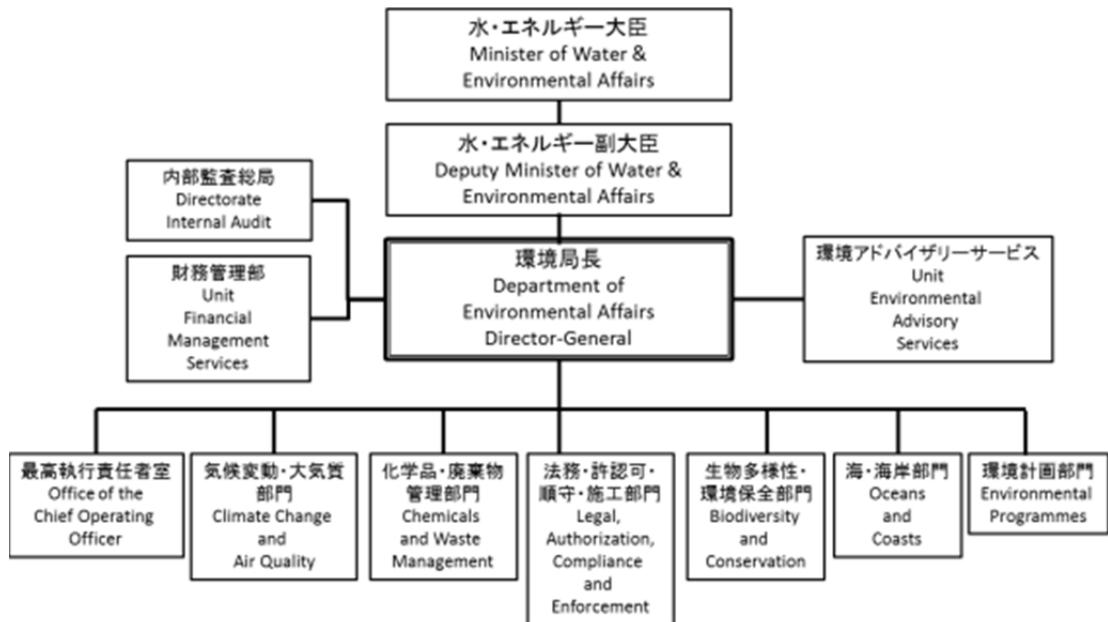 水・エネルギー大臣
Minister of Water &
Environmental Affairs
水・エネルギー副大臣
Deputy Minister of Water &
Environmental Affairs
内部監査総局
Directorate
Internal Audit
財務管理部
Unit
Financial
Management
Services
環境局長
Department of
Environmental Affairs
Director-General
環境アドバイザリーサービス
Unit
Environmental
Advisory
Services
最高執行責任者室
Office of the
Chief Operating
Officer
気候変動・大気質
部門
Climate Change
and
Air Quality
化学品・廃棄物
管理部門
Chemicals
and Waste
Management
法務・許認可・
順守・施工部門
Legal,
Authorization,
Compliance
and
Enforcement
生物多様性・
環境保全部門
Biodiversity
and
Conservation
海・海岸部門
Oceans
and
Coasts
環境計画部門
Environmental
Programmes